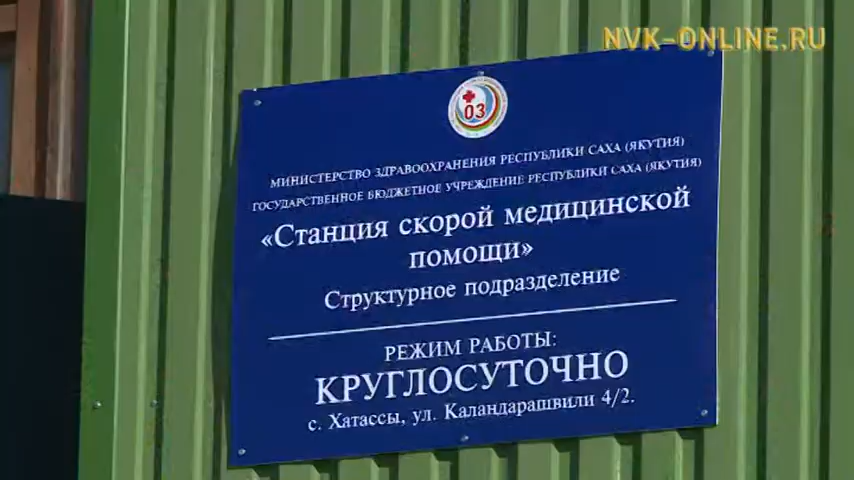 NVK-ONLINE.RU
03
МИНИСТЕРСТВО ЗДРАВООХРАНЕНИЯ РЕСПУБЛИКИ САХА (ЯКУТИЯ)
ГОСУДАРСТВЕННОЕ БЮДЖЕТНОЕ УЧРЕЖДЕНИЕ РЕСПУБЛИКИ САХА (ЯКУТИЯ)
«Станция скорой медицинской
помощи»
Структурное подразделение
РЕЖИМ РАБОТЫ:
КРУГЛОСУТОЧНО
с. Хатассы, ул. Каландарашвили 4/2.